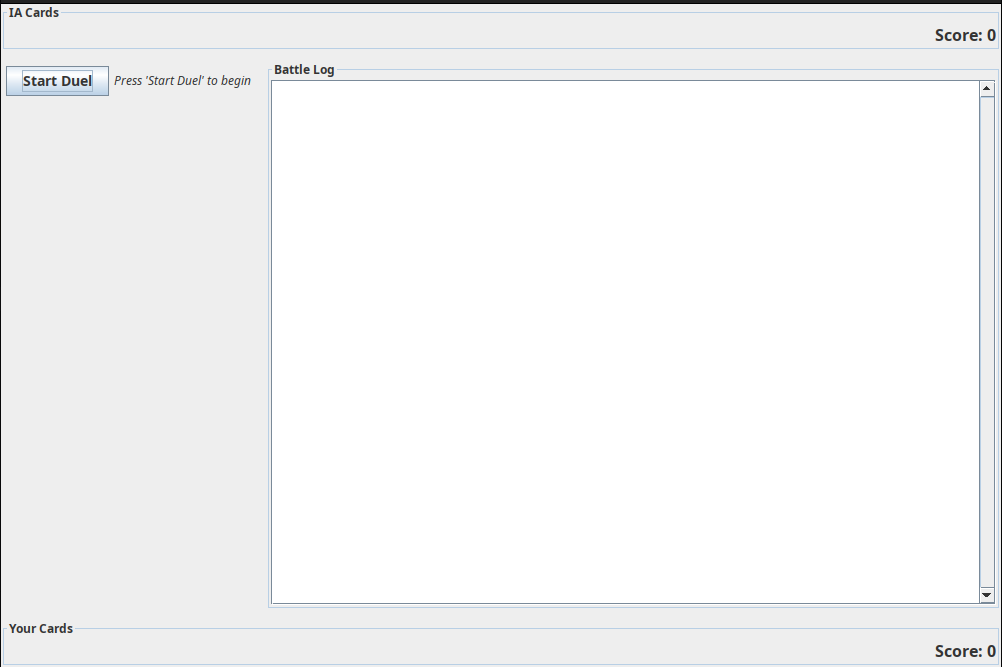 IA Cards
Score: 0
Start Duel
Press 'Start Duel' to begin
Battle Log
Your Cards
Score: 0